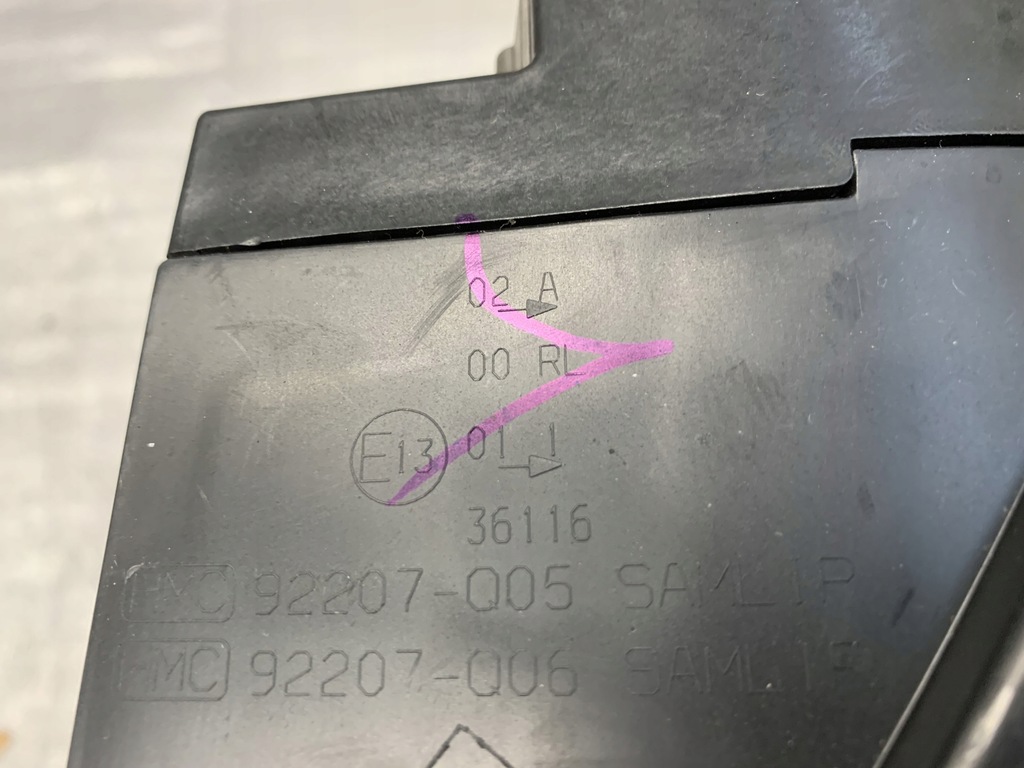 02 A
00 RL
E13 01 1
36116
HMC 92207-Q05 SAMLIP
HMC 92207-Q06 SAMLIP